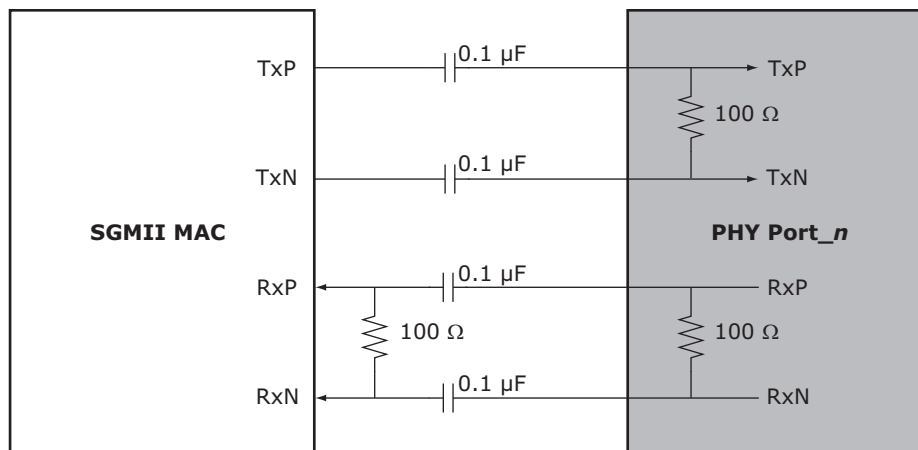 0.1 µF
TxP
TxP
100 Ω
0.1 µF
TxN
TxN
SGMII MAC
PHY Port_n
0.1 µF
RxP
RxP
100 Ω
100 Ω
0.1 µF
RxN
RxN